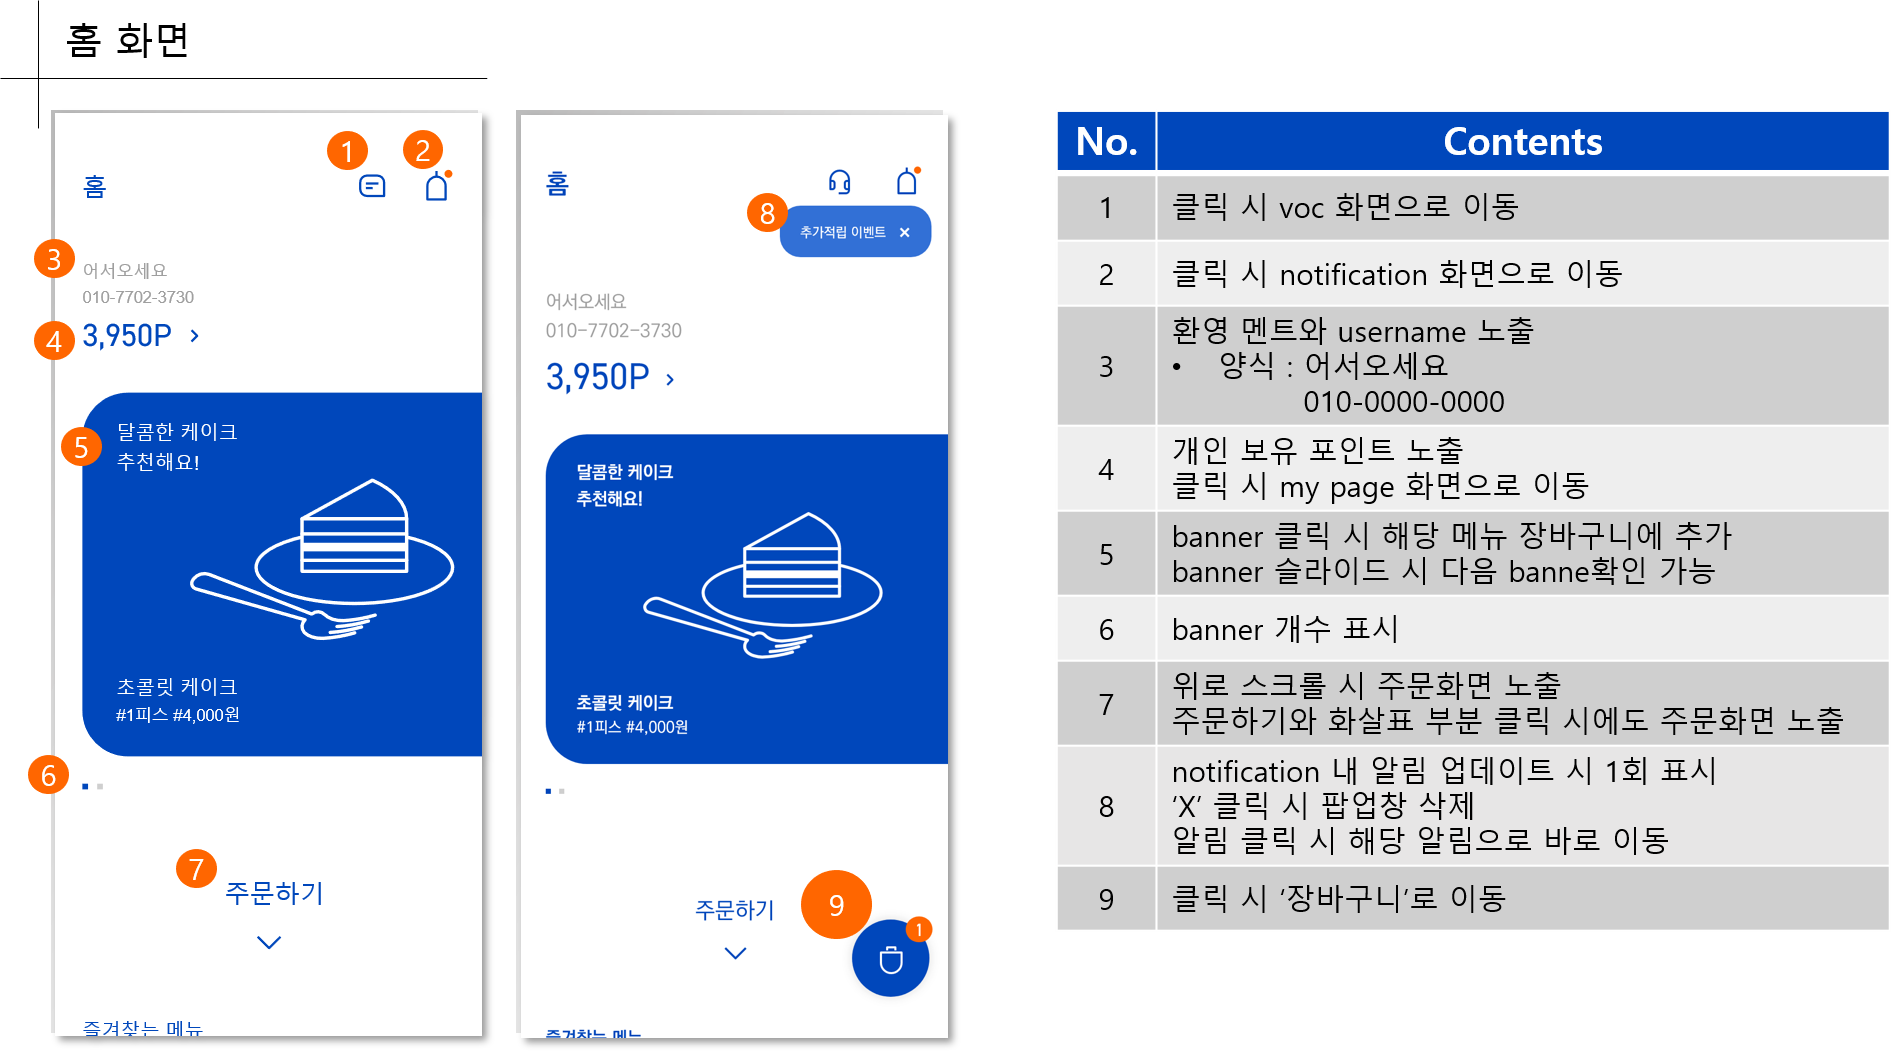 홈 화면
1
2
홈
3
어서오세요
010-7702-3730
4
3,950P
5
달콤한 케이크
추천해요!
초콜릿 케이크
#1피스 #4,000원
6
7
주문하기
즐겨찾는 메뉴
홈
8
추가적립 이벤트 ×
어서오세요
010-7702-3730
3,950P
달콤한 케이크
추천해요!
초콜릿 케이크
#1피스 #4,000원
주문하기
9
1
즐겨찾는 메뉴
No. Contents
1 클릭 시 voc 화면으로 이동
2 클릭 시 notification 화면으로 이동
3 환영 멘트와 username 노출
• 양식 : 어서오세요
010-0000-0000
4 개인 보유 포인트 노출
클릭 시 my page 화면으로 이동
5 banner 클릭 시 해당 메뉴 장바구니에 추가
banner 슬라이드 시 다음 banne확인 가능
6 banner 개수 표시
7 위로 스크롤 시 주문화면 노출
주문하기와 화살표 부분 클릭 시에도 주문화면 노출
8 notification 내 알림 업데이트 시 1회 표시
‘X’ 클릭 시 팝업창 삭제
알림 클릭 시 해당 알림으로 바로 이동
9 클릭 시 ‘장바구니’로 이동